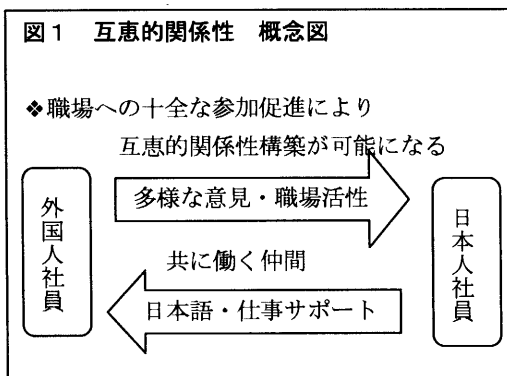 図1 互恵的関係性 概念図
❖職場への十全な参加促進により
互恵的関係性構築が可能になる
外国人社員
多様な意見・職場活性
日本人社員
共に働く仲間
日本語・仕事サポート